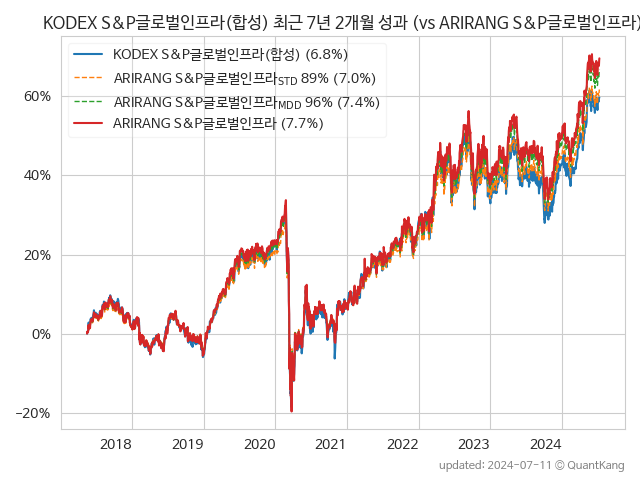 KODEX S&P글로벌인프라(합성) 최근 7년 2개월 성과 (vs ARIRANG S&P글로벌인프라)
KODEX S&P글로벌인프라(합성) (6.8%)
ARIRANG S&P글로벌인프라STD 89% (7.0%)
ARIRANG S&P글로벌인프라MDD 96% (7.4%)
ARIRANG S&P글로벌인프라 (7.7%)
60%
40%
20%
0%
−20%
2018 2019 2020 2021 2022 2023 2024
updated: 2024-07-11 © QuantKang